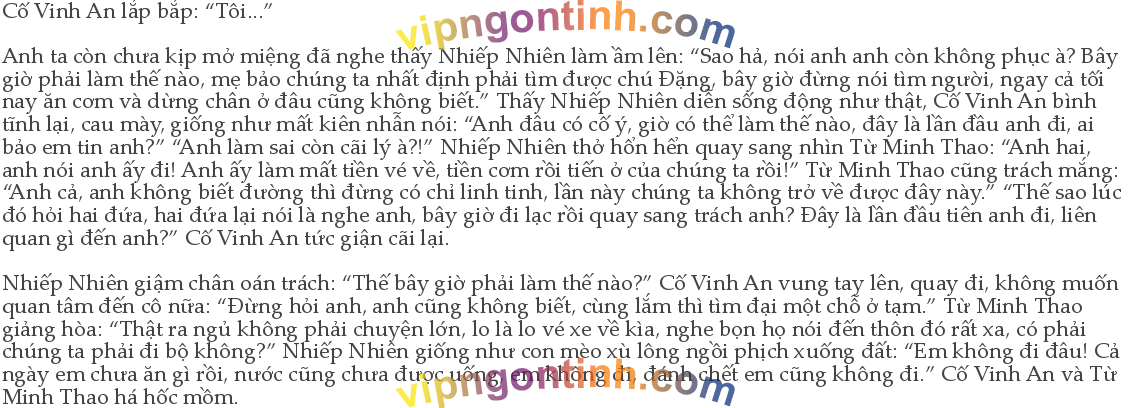 Cố Vinh An lắp bắp: “Tôi...”
vipngontinh.com
Anh ta còn chưa kịp mở miệng đã nghe thấy Nhiếp Nhiên làm ầm lên: “Sao hả, nói anh anh còn không phục à? Bây
giờ phải làm thế nào, mẹ bảo chúng ta nhất định phải tìm được chú Đặng, bây giờ đừng nói tìm người, ngay cả tối
nay ăn cơm và dừng chân ở đâu cũng không biết.” Thấy Nhiếp Nhiên diễn sống động như thật, Cố Vinh An bình
tĩnh lại, cau mày, giống như mất kiên nhẫn nói: “Anh đâu có cố ý, giờ có thể làm thế nào, đây là lần đầu anh đi, ai
bảo em tin anh?” “Anh làm sai còn cãi lý à?!” Nhiếp Nhiên thở hổn hển quay sang nhìn Từ Minh Thao: “Anh hai,
anh nói anh ấy đi! Anh ấy làm mất tiền vé về, tiền cơm rồi tiền ở của chúng ta rồi!” Từ Minh Thao cũng trách mắng:
“Anh cả, anh không biết đường thì đừng có chỉ linh tinh, lần này chúng ta không trở về được đây này.” “Thế sao lúc
đó hỏi hai đứa, hai đứa lại nói là nghe anh, bây giờ đi lạc rồi quay sang trách anh? Đây là lần đầu tiên anh đi, liên
quan gì đến anh?” Cố Vinh An tức giận cãi lại.
Nhiếp Nhiên giậm chân oán trách: “Thế bây giờ phải làm thế nào?” Cố Vinh An vung tay lên, quay đi, không muốn
quan tâm đến cô nữa: “Đừng hỏi anh, anh cũng không biết, cùng lắm thì tìm đại một chỗ ở tạm.” Từ Minh Thao
giảng hòa: “Thật ra ngủ không phải chuyện lớn, lo là lo vé xe về kìa, nghe bọn họ nói đến thôn đó rất xa, có phải
chúng ta phải đi bộ không?” Nhiếp Nhiên giống như con mèo xù lông ngồi phịch xuống đất: “Em không đi đâu! Cả
ngày em chưa ăn gì rồi, nước cũng chưa được uống, em không đi, đánh chết em cũng không đi.” Cố Vinh An và Từ
vipngontinh.com
Minh Thao há hốc mồm.